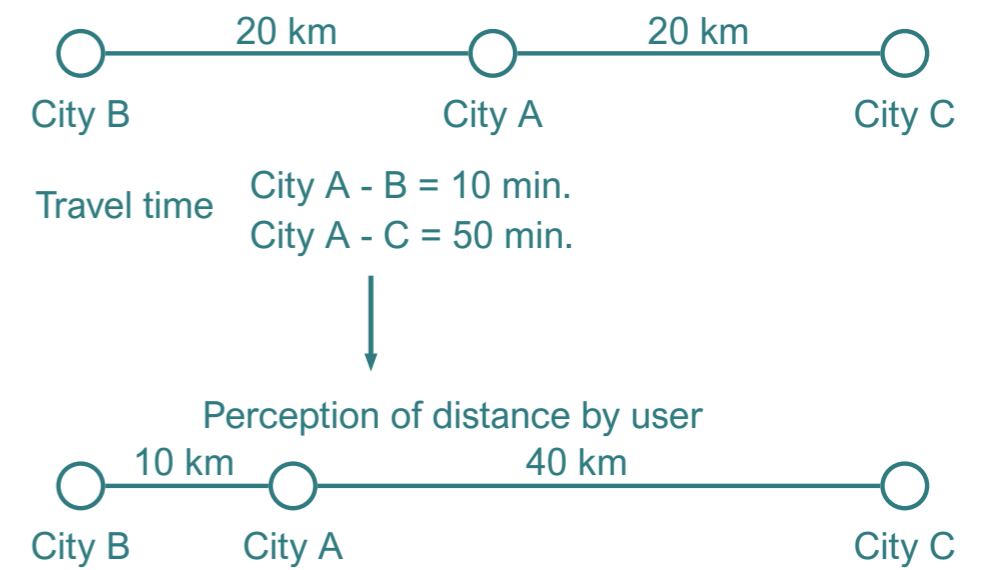 20 km 20 km
City B City A City C
Travel time
City A - B = 10 min.
City A - C = 50 min.
Perception of distance by user
10 km 40 km
City B City A City C